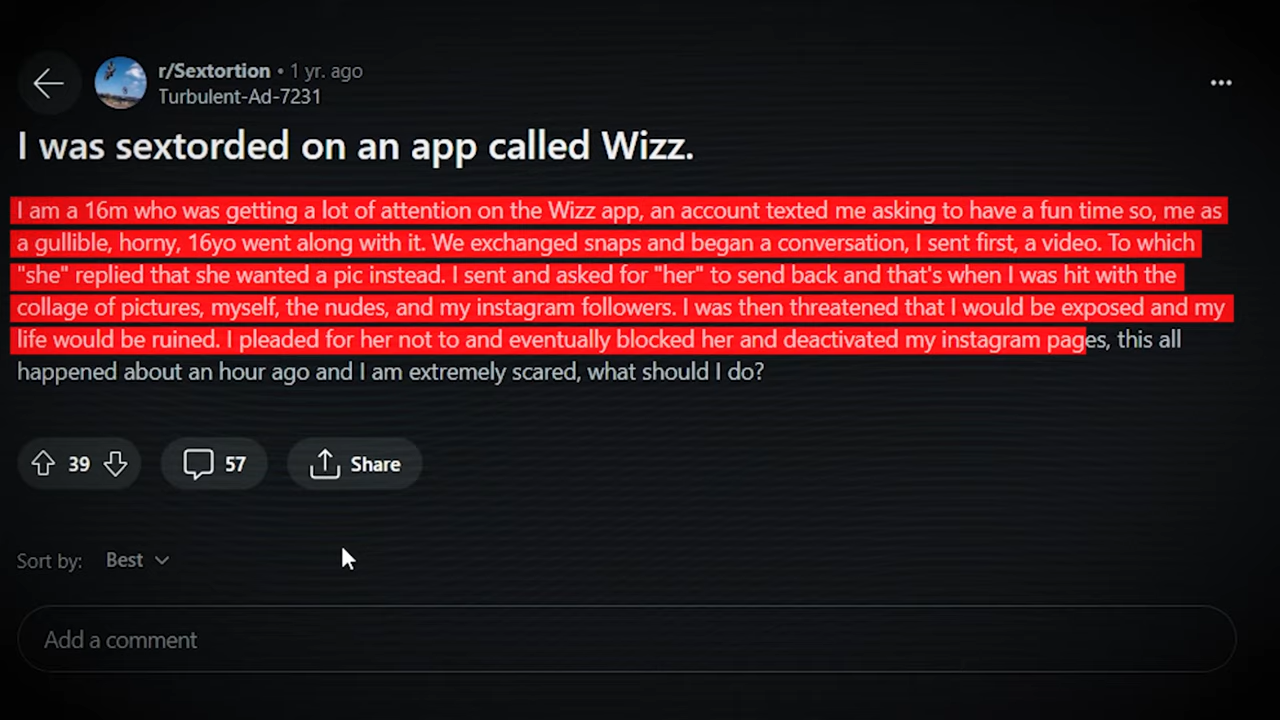 r/Sextortion • 1 yr. ago
Turbulent-Ad-7231
I was sextorded on an app called Wizz.
I am a 16m who was getting a lot of attention on the Wizz app, an account texted me asking to have a fun time so, me as
a gullible, horny, 16yo went along with it. We exchanged snaps and began a conversation, I sent first, a video. To which
"she" replied that she wanted a pic instead. I sent and asked for "her" to send back and that's when I was hit with the
collage of pictures, myself, the nudes, and my instagram followers. I was then threatened that I would be exposed and my
life would be ruined. I pleaded for her not to and eventually blocked her and deactivated my instagram pages, this all
happened about an hour ago and I am extremely scared, what should I do?
39
57
Share
Sort by: Best
Add a comment